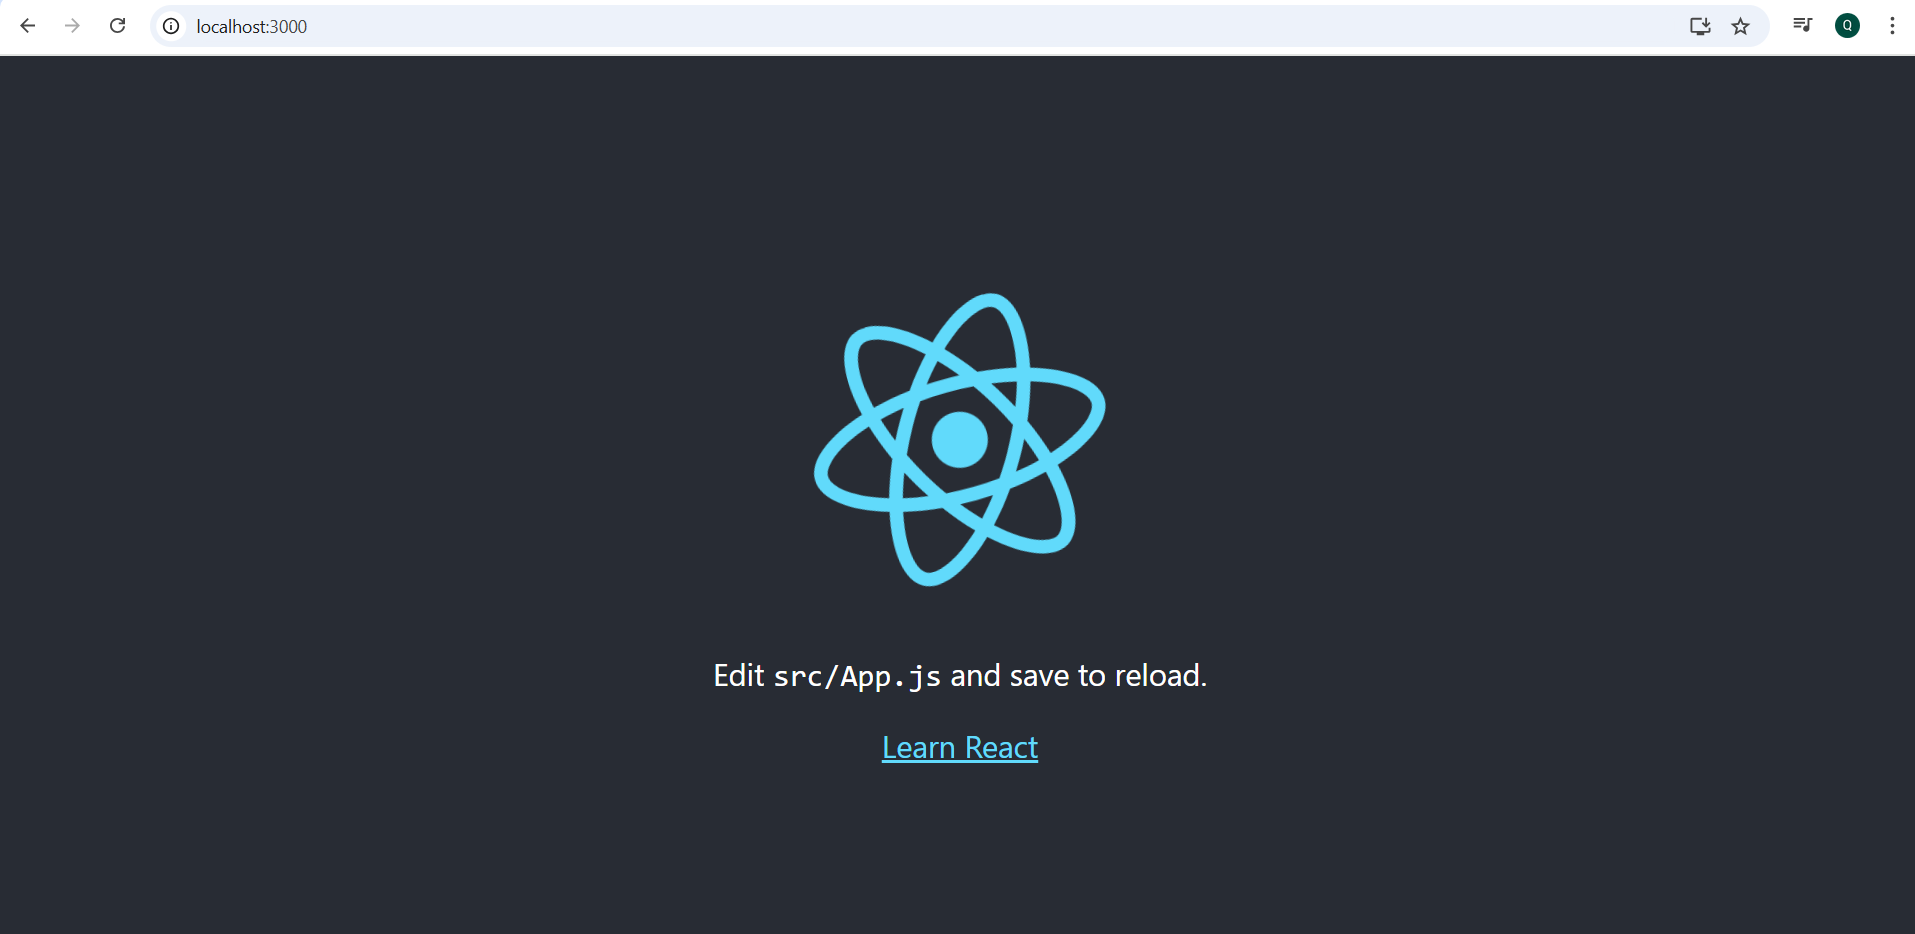 localhost:3000
Q
Edit src/App.js and save to reload.
Learn React